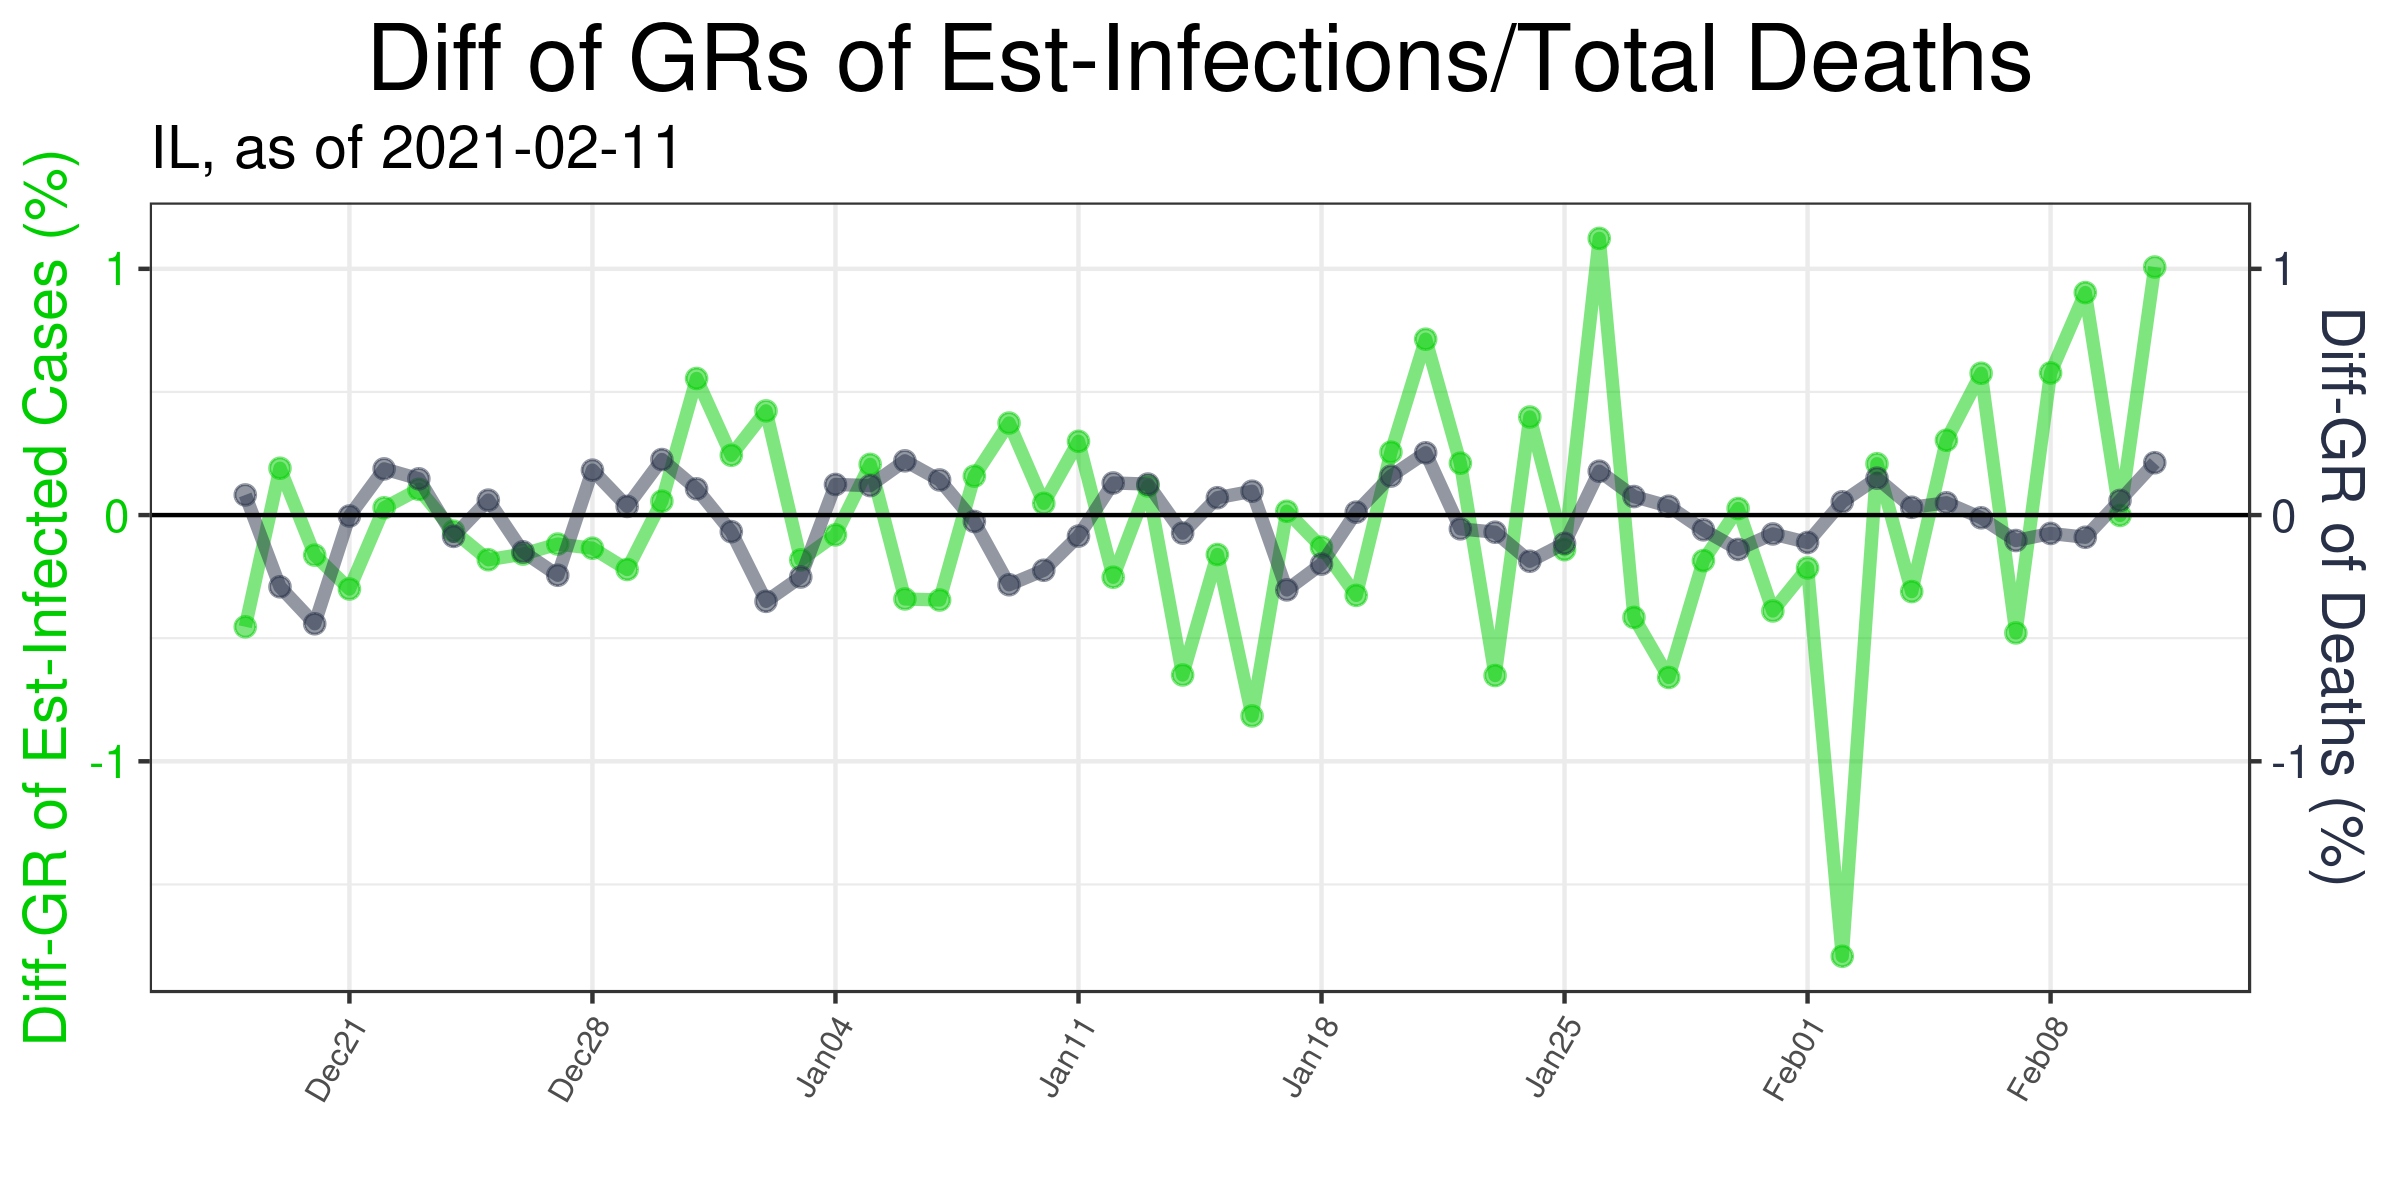 Diff of GRs of Est-Infections/Total Deaths
IL, as of 2021-02-11
Diff-GR of Est-Infected Cases (%)
1
0
-1
1
0
-1
Diff-GR of Deaths (%)
Dec21
Dec28
Jan04
Jan11
Jan18
Jan25
Feb01
Feb08